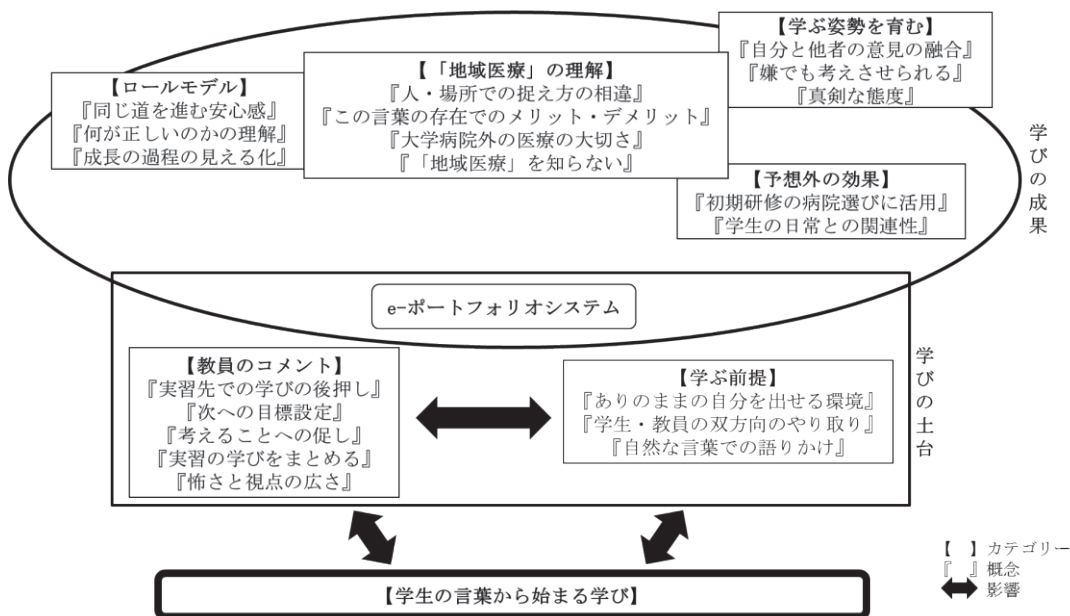 【学ぶ姿勢を育む】
『自分と他者の意見の融合』
『嫌でも考えさせられる』
『真剣な態度』
【ロールモデル】
『同じ道を進む安心感』
『何が正しいのかの理解』
『成長の過程の見える化』
【「地域医療」の理解】
『人・場所での捉え方の相違』
『この言葉の存在でのメリット・デメリット』
『大学病院外の医療の大切さ』
『「地域医療」を知らない』
【予想外の効果】
『初期研修の病院選びに活用』
『学生の日常との関連性』
学びの成果
e-ポートフォリオシステム
【教員のコメント】
『実習先での学びの後押し』
『次への目標設定』
『考えることへの促し』
『実習の学びをまとめる』
『怖さと視点の広さ』
【学ぶ前提】
『ありのままの自分を出せる環境』
『学生・教員の双方向のやり取り』
『自然な言葉での語りかけ』
学びの土台
【学生の言葉から始まる学び】
【　】カテゴリー
『　』概念
影響